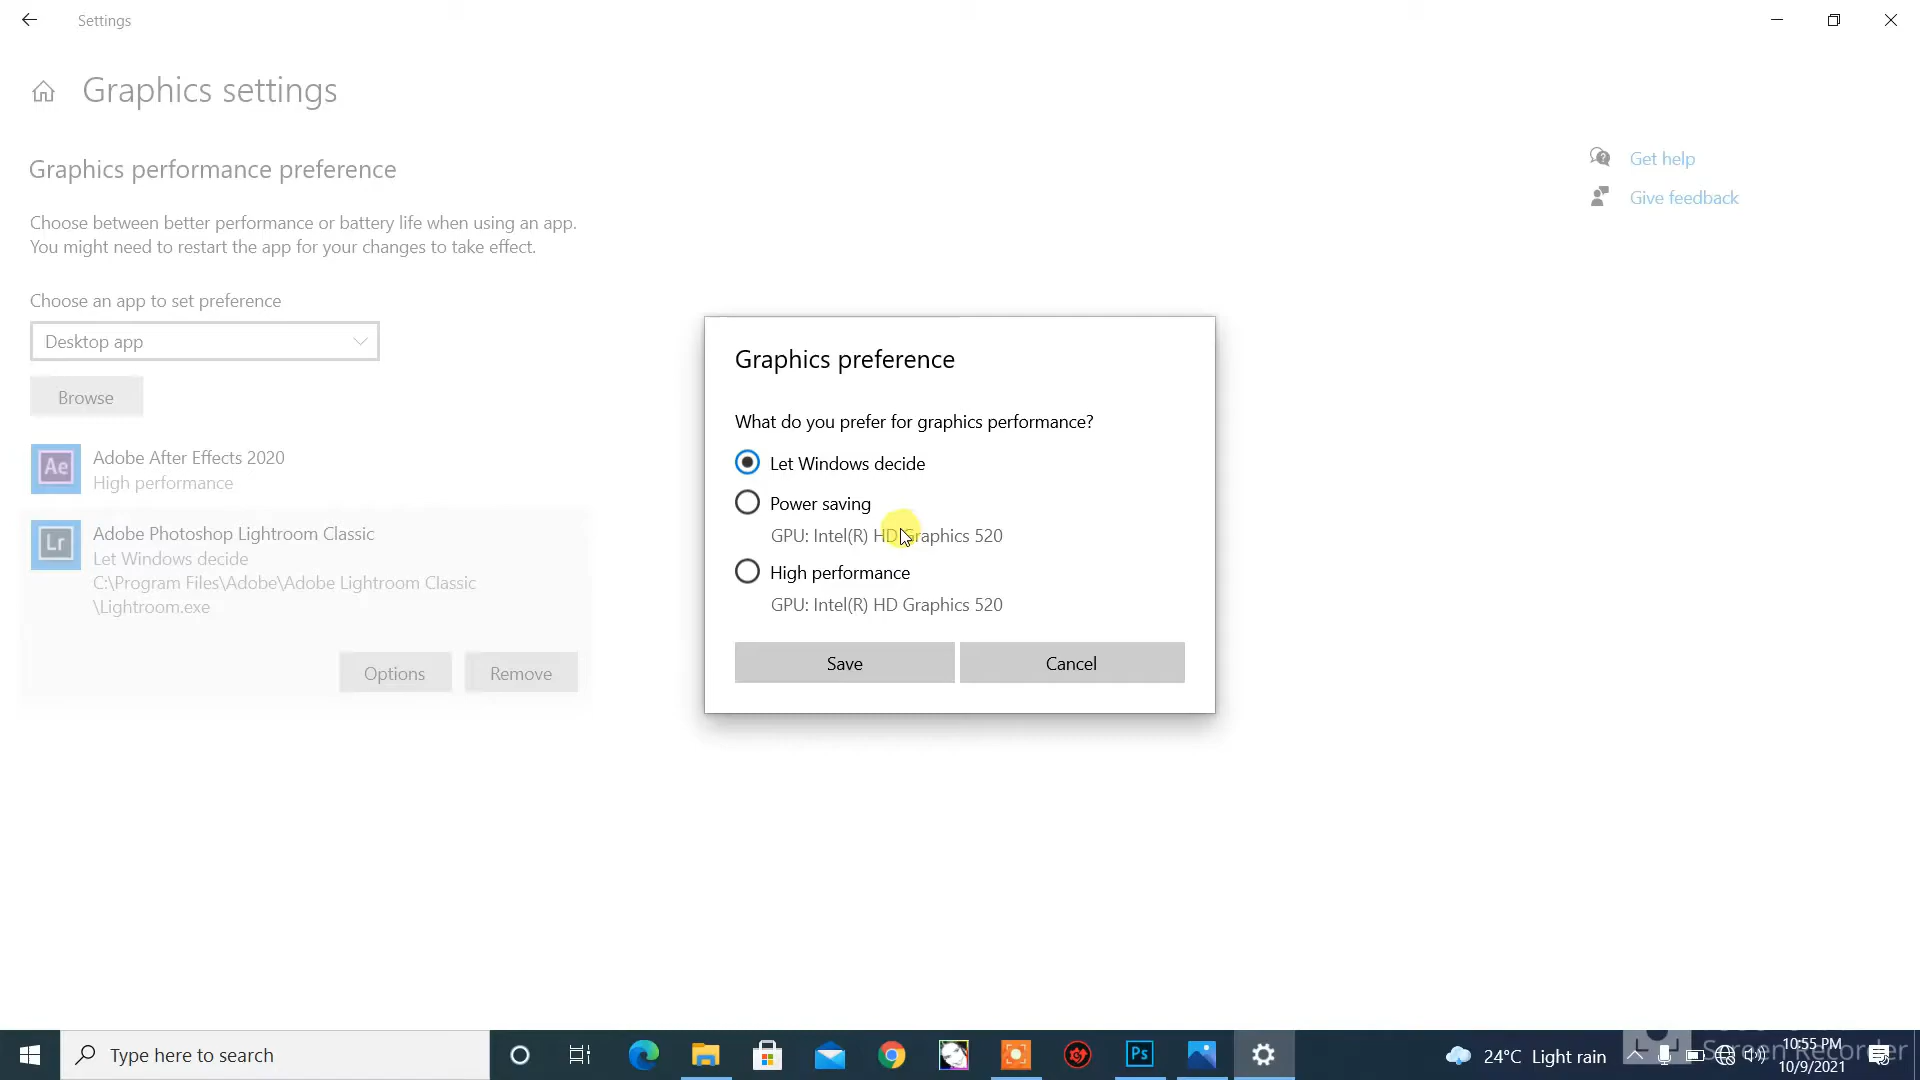 Settings
Graphics settings
Graphics performance preference
Choose between better performance or battery life when using an app.
You might need to restart the app for your changes to take effect.
Choose an app to set preference
Desktop app
Browse
Ae
Adobe After Effects 2020
High performance
Lr
Adobe Photoshop Lightroom Classic
Let Windows decide
C:\Program Files\Adobe\Adobe Lightroom Classic
\Lightroom.exe
Options
Remove
Get help
Give feedback
Graphics preference
What do you prefer for graphics performance?
Let Windows decide
Power saving
GPU: Intel(R) HD Graphics 520
High performance
GPU: Intel(R) HD Graphics 520
Save
Cancel
Type here to search
Ps
24°C Light rain
Screen Recorder
10:55 PM
10/9/2021